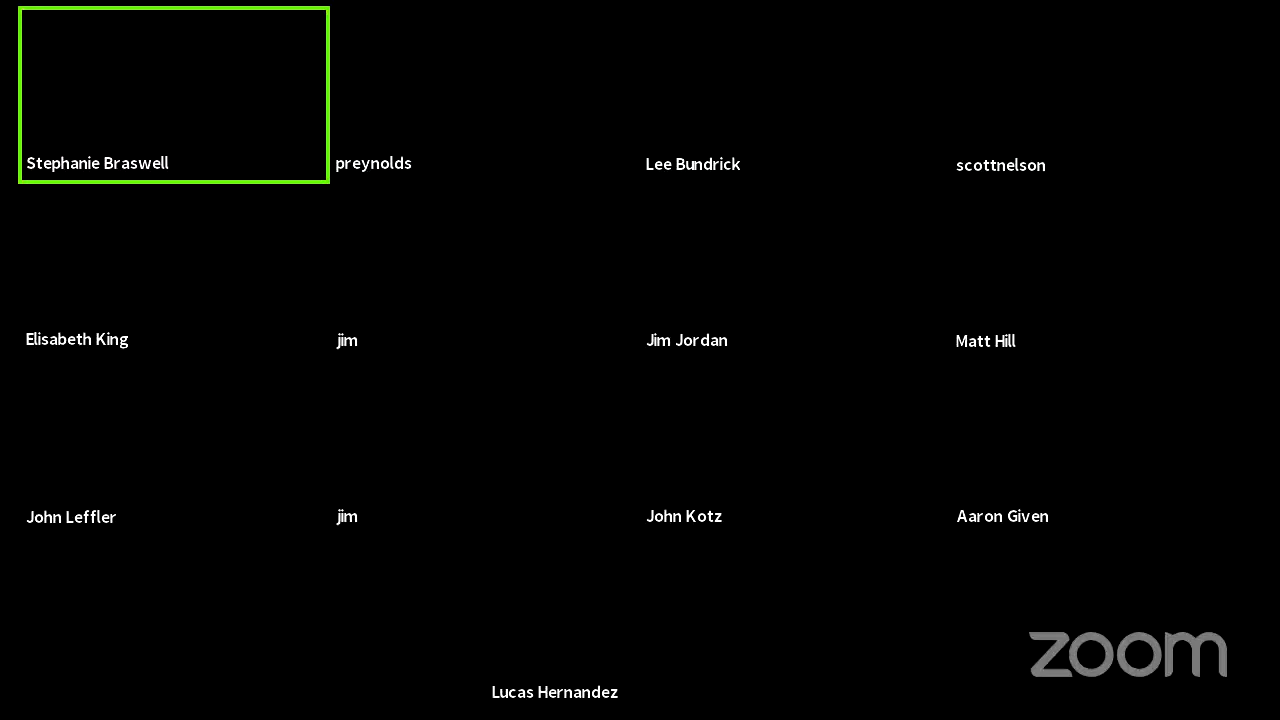 Stephanie Braswell
preynolds
Lee Bundrick
scottnelson
Elisabeth King
jim
Jim Jordan
Matt Hill
John Leffler
jim
John Kotz
Aaron Given
zoom
Lucas Hernandez